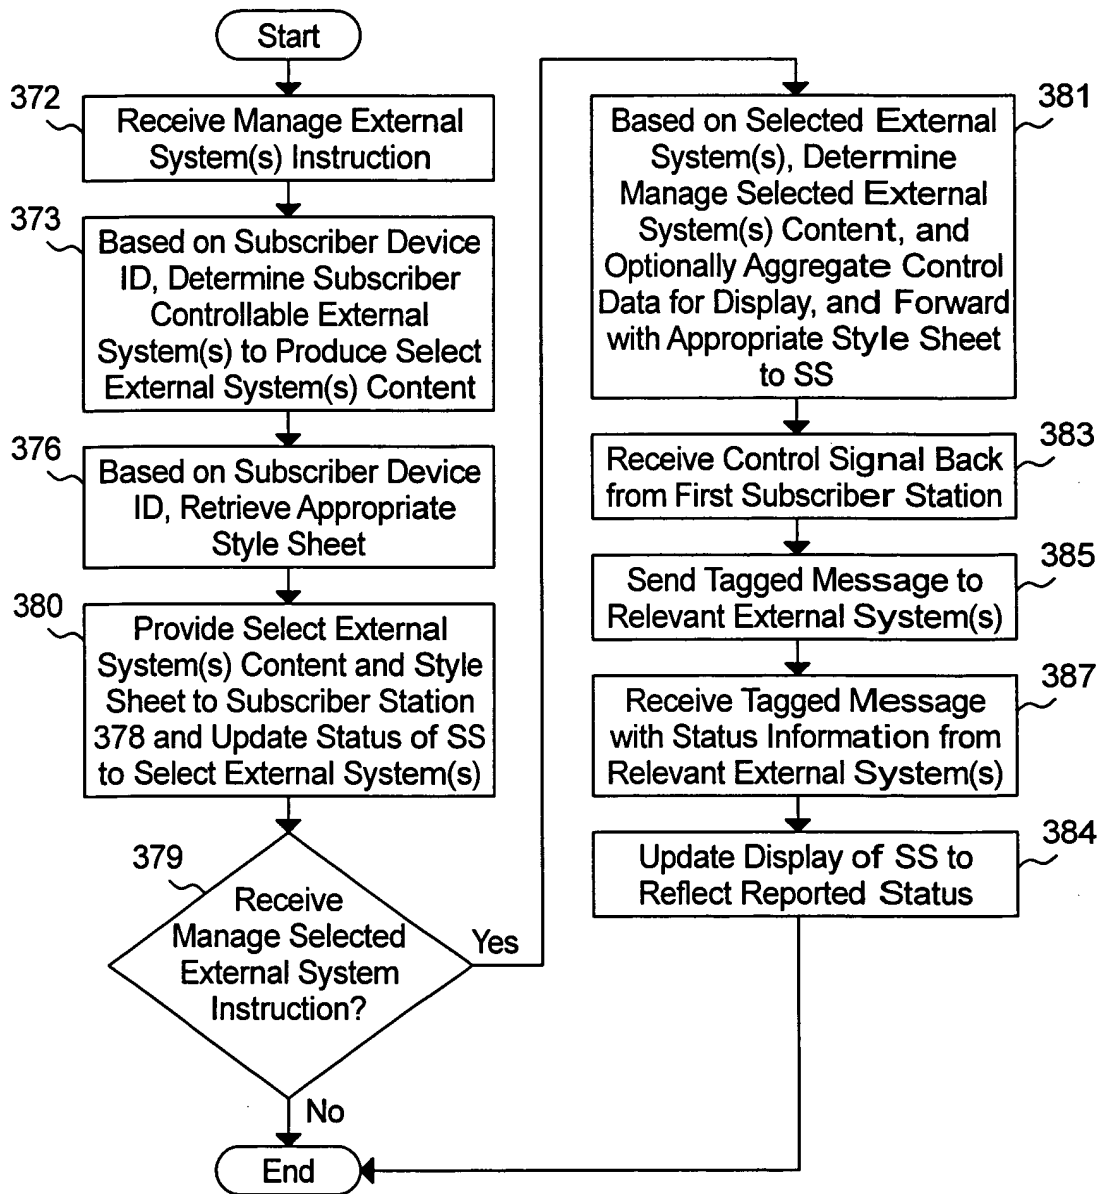 Start
372
Receive Manage External
System(s) Instruction
373
Based on Subscriber Device
ID, Determine Subscriber
Controllable External
System(s) to Produce Select
External System(s) Content
376
Based on Subscriber Device
ID, Retrieve Appropriate
Style Sheet
380
Provide Select External
System(s) Content and Style
Sheet to Subscriber Station
378 and Update Status of SS
to Select External System(s)
379
Receive
Manage Selected
External System
Instruction?
Yes
No
End
381
Based on Selected External
System(s), Determine
Manage Selected External
System(s) Content, and
Optionally Aggregate Control
Data for Display, and Forward
with Appropriate Style Sheet
to SS
383
Receive Control Signal Back
from First Subscriber Station
385
Send Tagged Message to
Relevant External System(s)
387
Receive Tagged Message
with Status Information from
Relevant External System(s)
384
Update Display of SS to
Reflect Reported Status